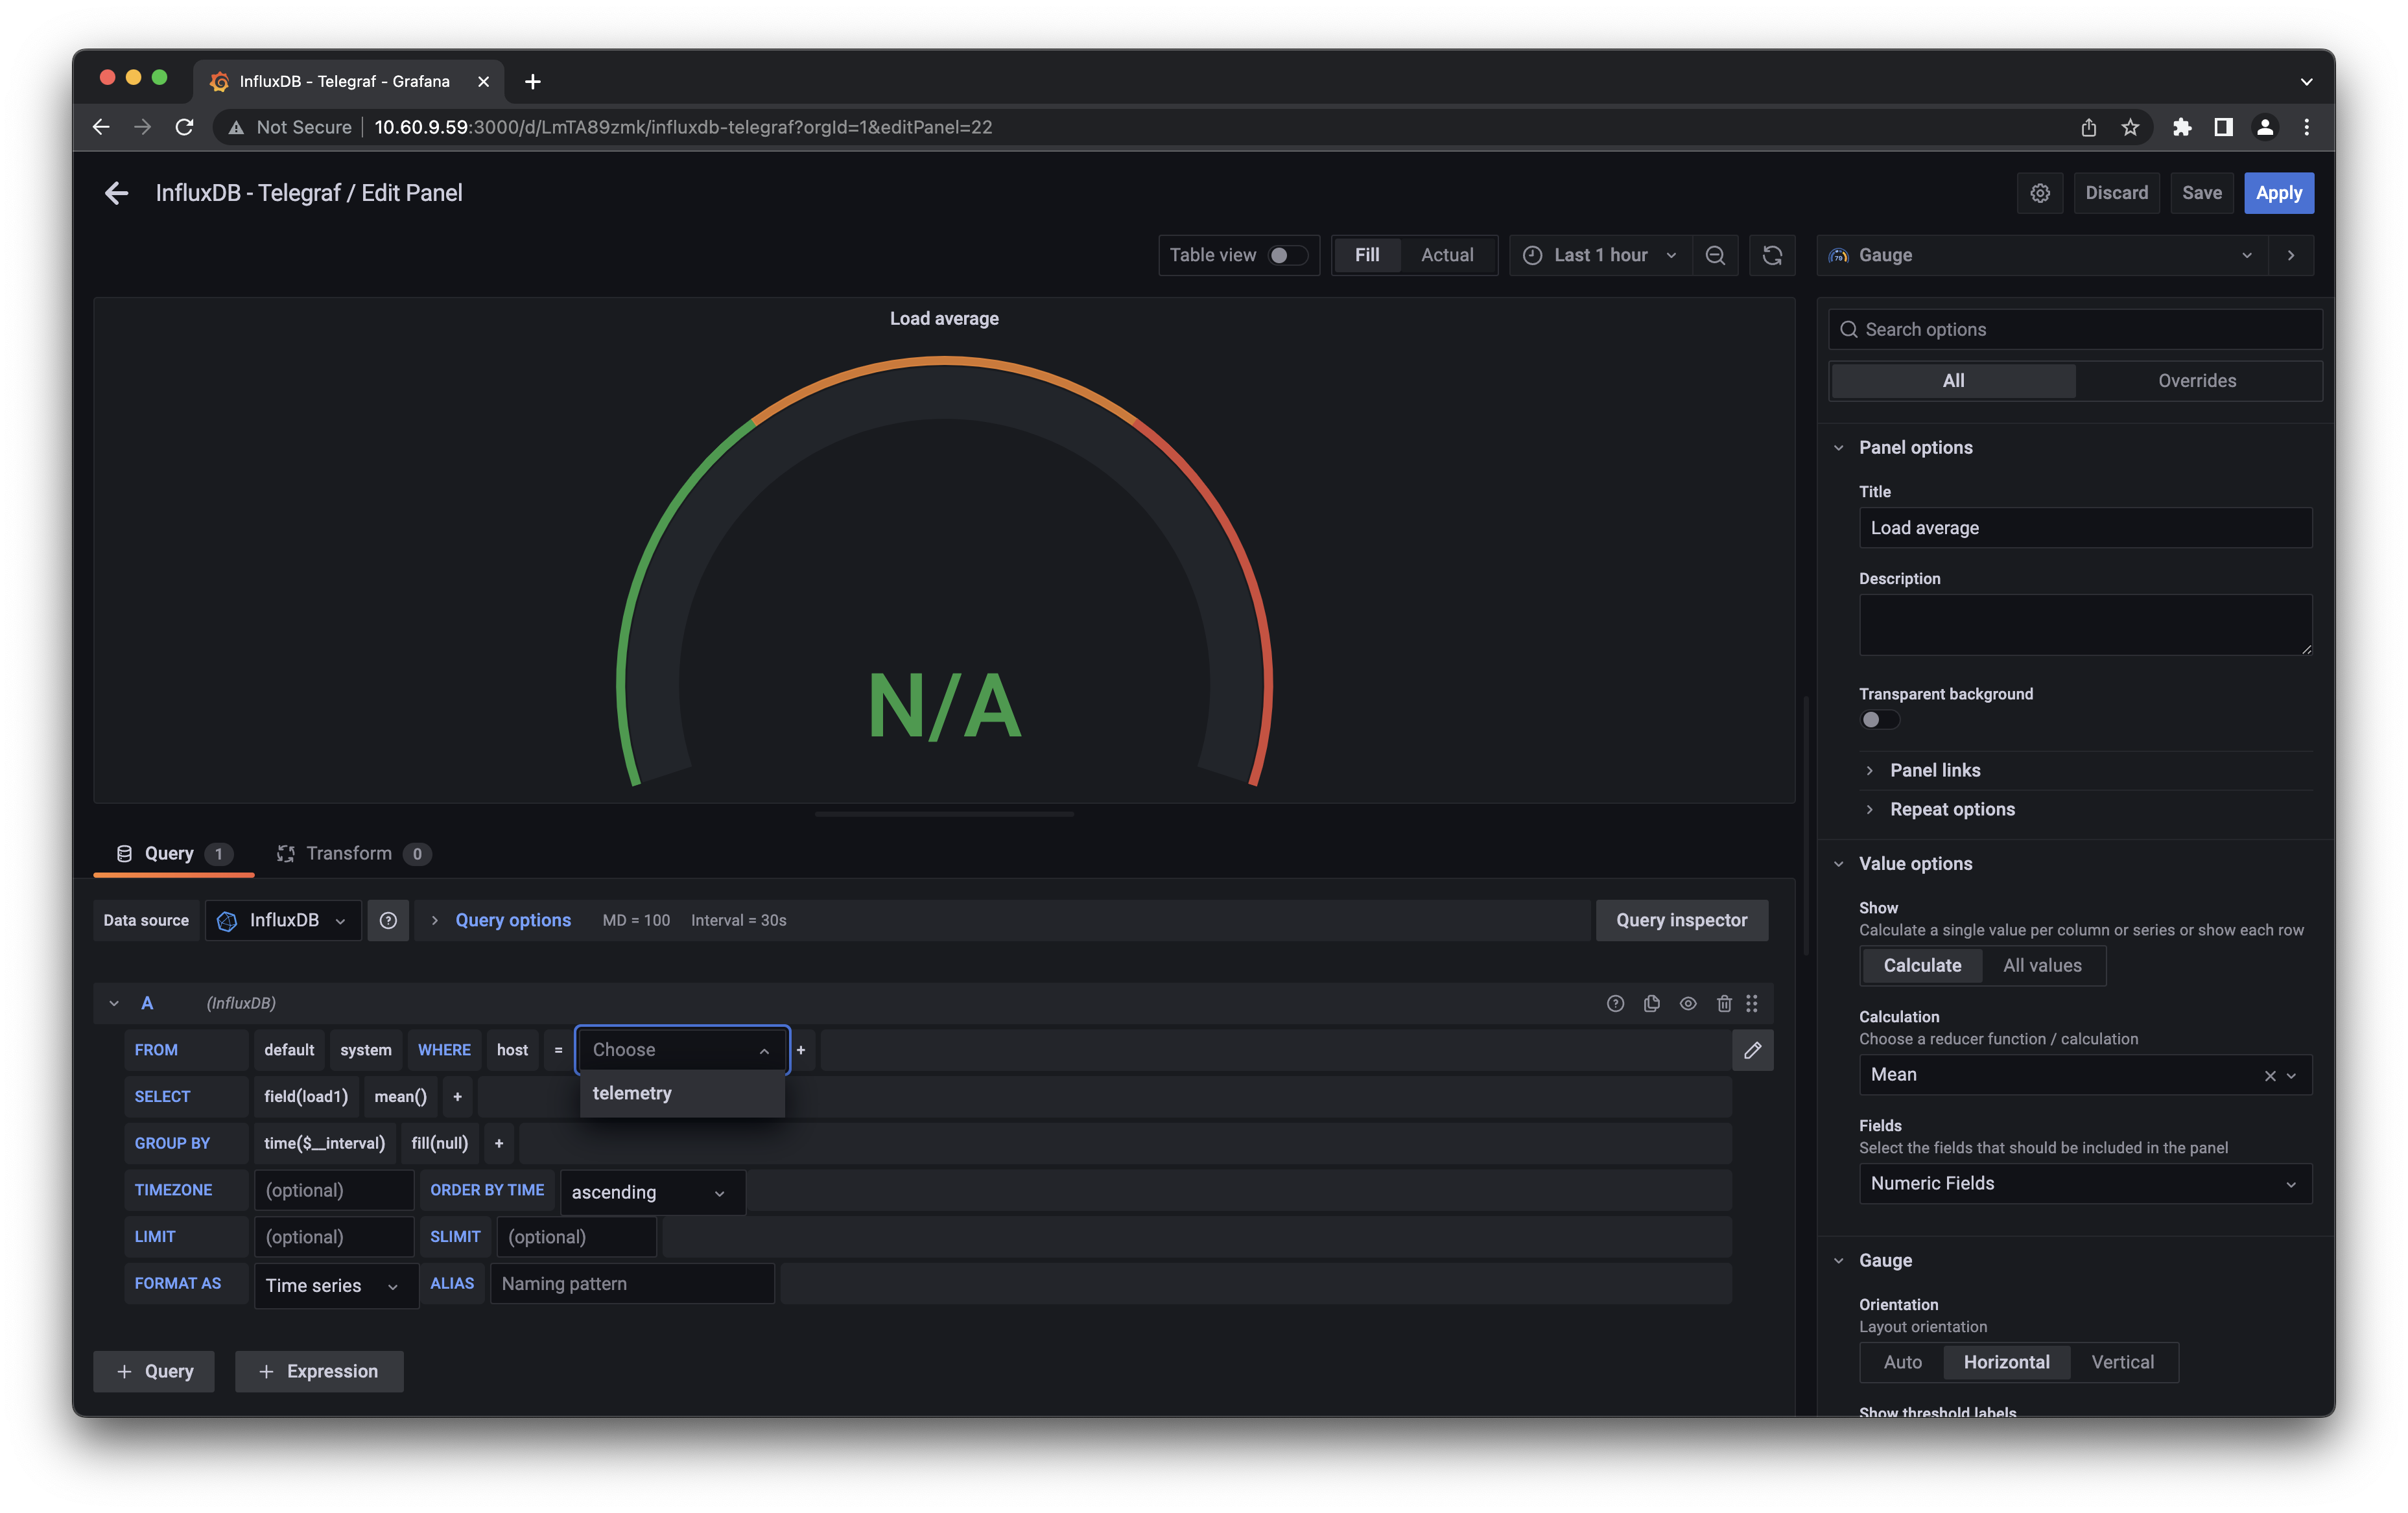 InfluxDB - Telegraf - Grafana
Not Secure 10.60.9.59:3000/d/LmTA89zmk/influxdb-telegraf?orgId=1&editPanel=22
InfluxDB - Telegraf / Edit Panel
Discard Save Apply
Table view Fill Actual Last 1 hour
Gauge
Load average
N/A
Search options
All Overrides
Panel options
Title
Load average
Description
Transparent background
Panel links
Repeat options
Value options
Show
Calculate a single value per column or series or show each row
Calculate All values
Calculation
Choose a reducer function / calculation
Mean
Fields
Select the fields that should be included in the panel
Numeric Fields
Gauge
Orientation
Layout orientation
Auto Horizontal Vertical
Show threshold labels
Query 1 Transform 0
Data source InfluxDB Query options MD = 100 Interval = 30s Query inspector
A (InfluxDB)
FROM default system WHERE host = Choose +
telemetry
SELECT field(load1) mean() +
GROUP BY time($__interval) fill(null) +
TIMEZONE (optional) ORDER BY TIME ascending
LIMIT (optional) SLIMIT (optional)
FORMAT AS Time series ALIAS Naming pattern
+ Query + Expression